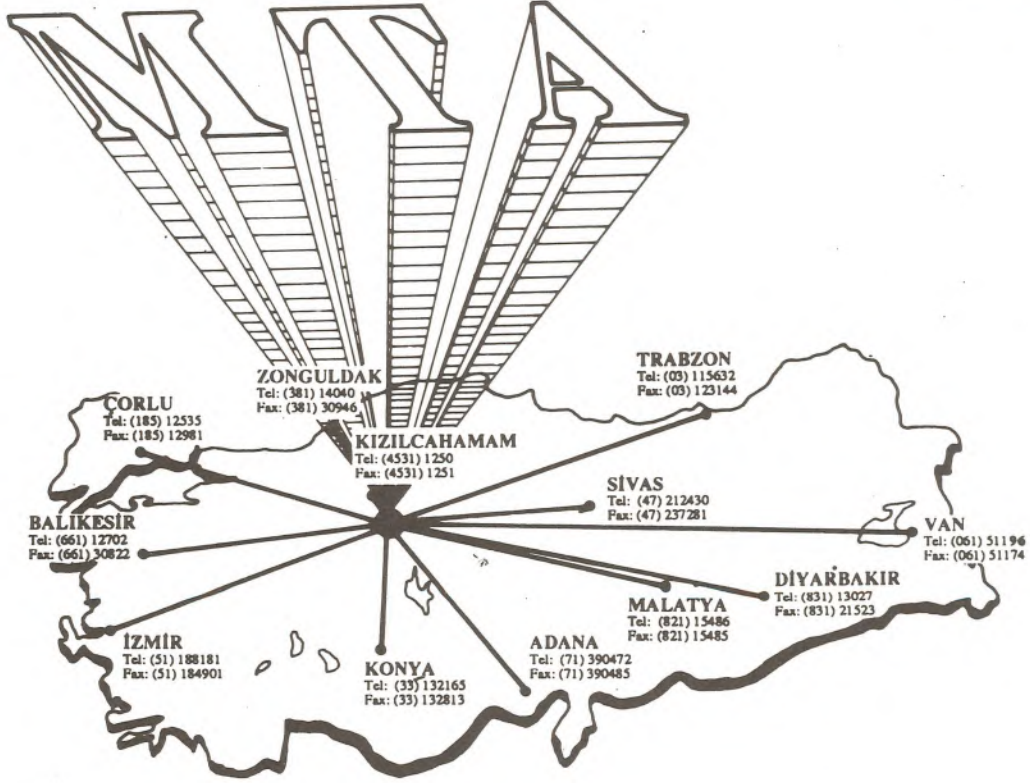 MTA
ZONGULDAK
Tel: (381) 14040
Fax: (381) 30946
TRABZON
Tel: (03) 115632
Fax: (03) 123144
ÇORLU
Tel: (185) 12535
Fax: (185) 12981
KIZILCAHAMAM
Tel: (4531) 1250
Fax: (4531) 1251
SİVAS
Tel: (47) 212430
Fax: (47) 237281
BALIKESİR
Tel: (661) 12702
Fax: (661) 30822
VAN
Tel: (061) 51196
Fax: (061) 51174
DİYARBAKIR
Tel: (831) 13027
Fax: (831) 21523
MALATYA
Tel: (821) 15486
Fax: (821) 15485
İZMİR
Tel: (51) 188181
Fax: (51) 184901
KONYA
Tel: (33) 132165
Fax: (33) 132813
ADANA
Tel: (71) 390472
Fax: (71) 390485